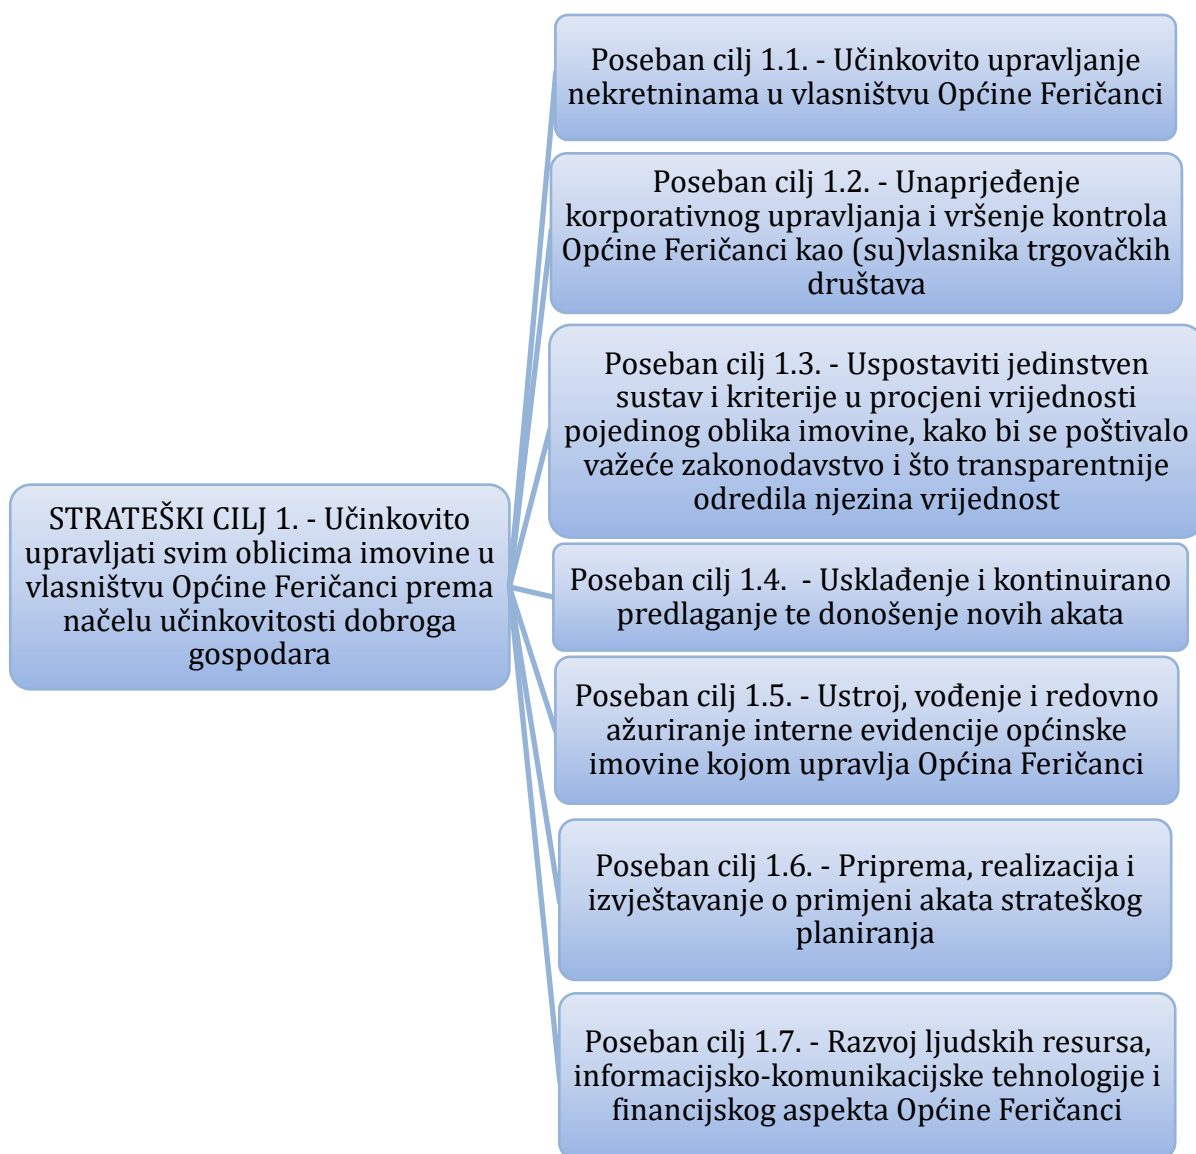 STRATEŠKI CILJ 1. - Učinkovito
upravljati svim oblicima imovine u
vlasništvu Općine Feričanci prema
načelu učinkovitosti dobroga
gospodara
Poseban cilj 1.1. - Učinkovito upravljanje
nekretninama u vlasništvu Općine Feričanci
Poseban cilj 1.2. - Unaprjeđenje
korporativnog upravljanja i vršenje kontrola
Općine Feričanci kao (su)vlasnika trgovačkih
društava
Poseban cilj 1.3. - Uspostaviti jedinstven
sustav i kriterije u procjeni vrijednosti
pojedinog oblika imovine, kako bi se poštivalo
važeće zakonodavstvo i što transparentnije
odredila njezina vrijednost
Poseban cilj 1.4.  - Usklađenje i kontinuirano
predlaganje te donošenje novih akata
Poseban cilj 1.5. - Ustroj, vođenje i redovno
ažuriranje interne evidencije općinske
imovine kojom upravlja Općina Feričanci
Poseban cilj 1.6. - Priprema, realizacija i
izvještavanje o primjeni akata strateškog
planiranja
Poseban cilj 1.7. - Razvoj ljudskih resursa,
informacijsko-komunikacijske tehnologije i
financijskog aspekta Općine Feričanci